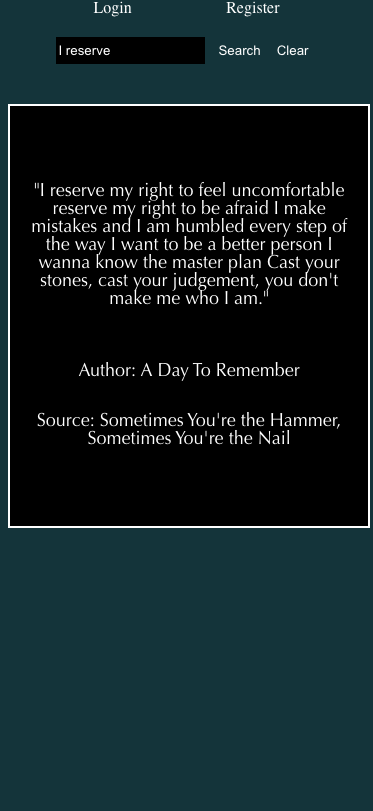 Login Register
I reserve Search Clear
"I reserve my right to feel uncomfortable
reserve my right to be afraid I make
mistakes and I am humbled every step of
the way I want to be a better person I
wanna know the master plan Cast your
stones, cast your judgement, you don't
make me who I am."
Author: A Day To Remember
Source: Sometimes You're the Hammer,
Sometimes You're the Nail